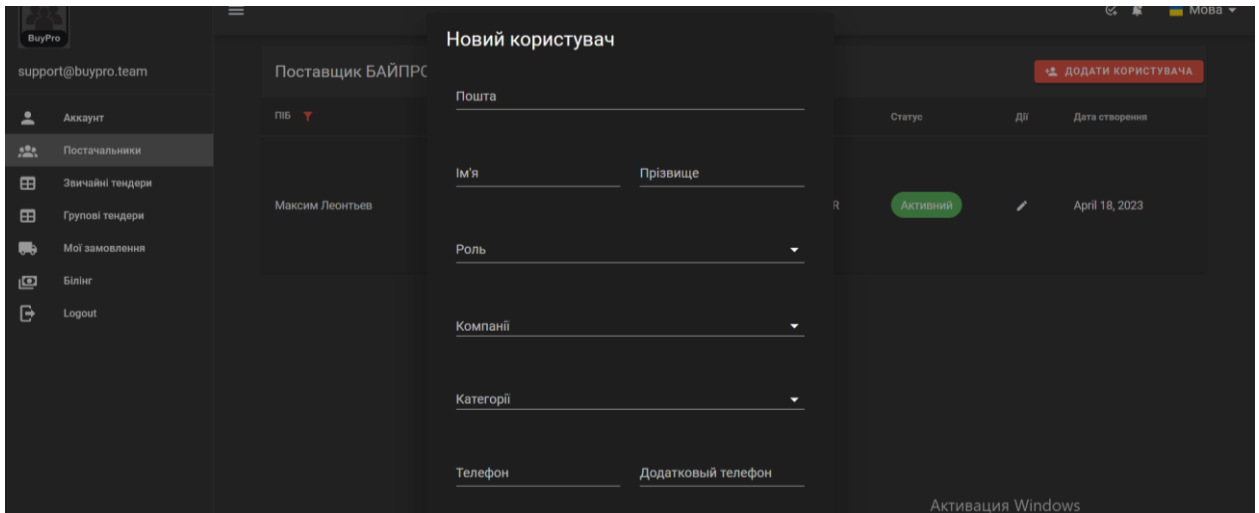 BuyPro
support@buypro.team
Аккаунт
Постачальники
Звичайні тендери
Групові тендери
Мої замовлення
Білінг
Logout
Мова
Поставщик БАЙПРО
ДОДАТИ КОРИСТУВАЧА
ПІБ
Статус
Дії
Дата створення
Максим Леонтьев
R
Активний
April 18, 2023
Новий користувач
Пошта
Ім'я
Прізвище
Роль
Компанії
Категорії
Телефон
Додатковый телефон
Активация Windows